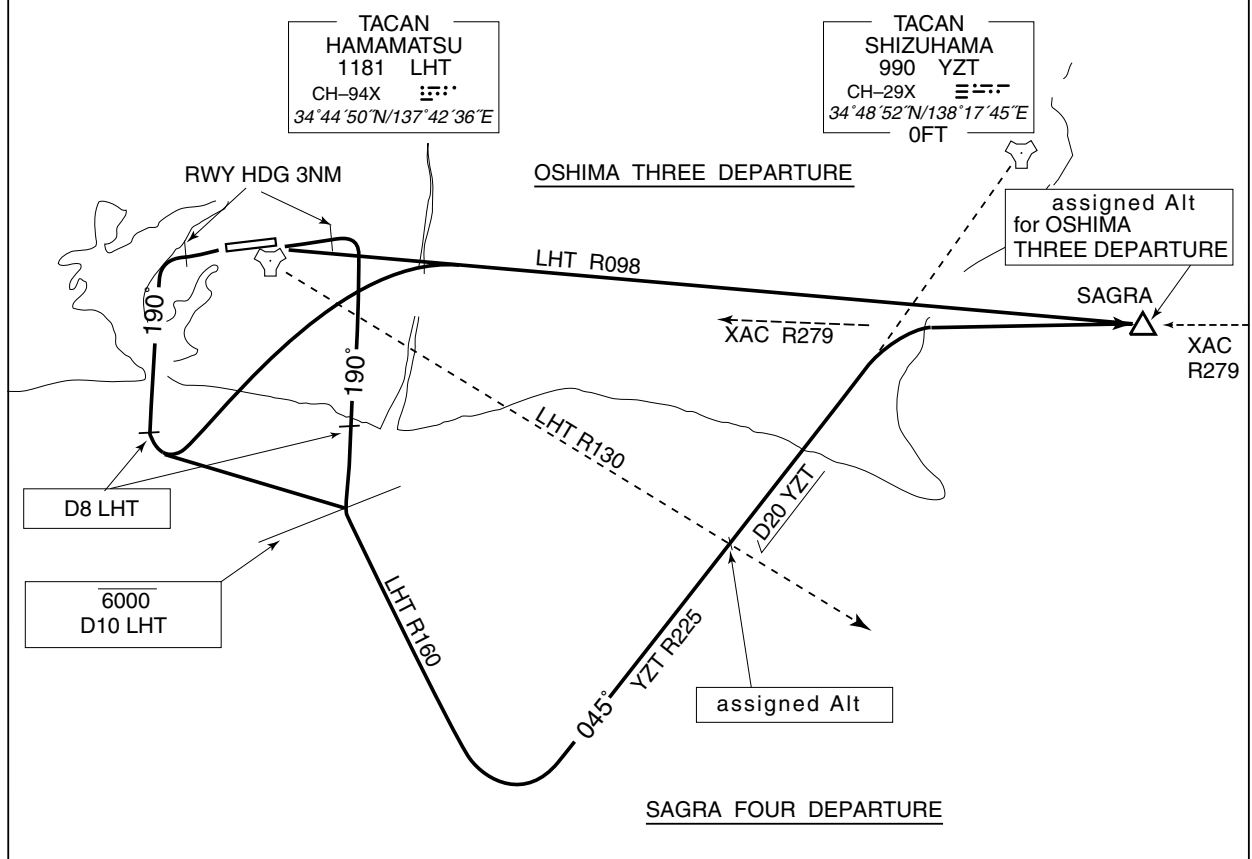 TACAN
HAMAMATSU
1181 LHT
CH–94X
34°44´50˝N/137°42´36˝E
TACAN
SHIZUHAMA
990 YZT
CH–29X
34°48´52˝N/138°17´45˝E
0FT
RWY HDG 3NM
OSHIMA THREE DEPARTURE
assigned Alt
for OSHIMA
THREE DEPARTURE
LHT R098
SAGRA
XAC R279
XAC
R279
190°
190°
LHT R130
D8 LHT
D20 YZT
6000
D10 LHT
LHT R160
YZT R225
045°
assigned Alt
SAGRA FOUR DEPARTURE